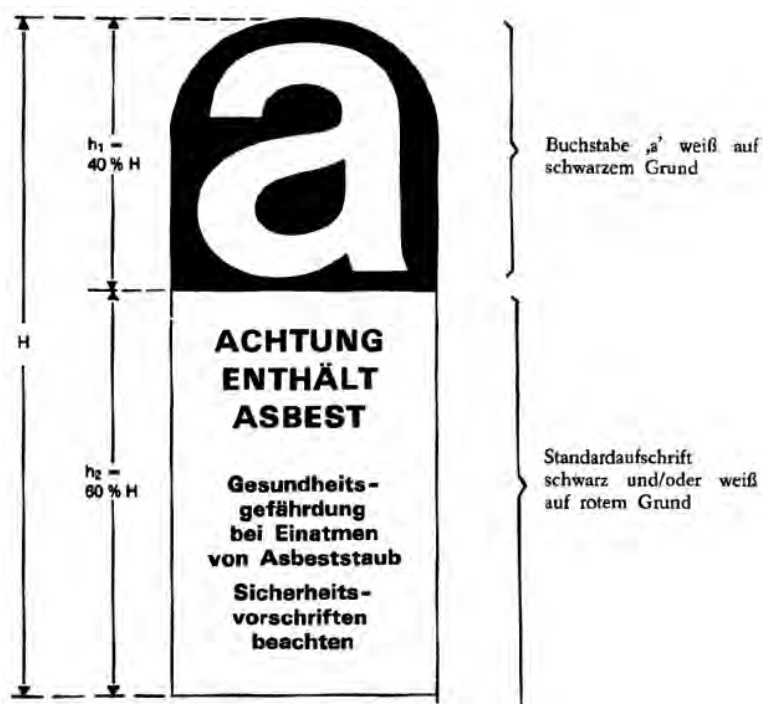 a
h₁ =
40 % H
Buchstabe ‚a’ weiß auf
schwarzem Grund
H
ACHTUNG
ENTHÄLT
ASBEST
h₂ =
60 % H
Gesundheits-
gefährdung
bei Einatmen
von Asbeststaub
Sicherheits-
vorschriften
beachten
Standardaufschrift
schwarz und/oder weiß
auf rotem Grund